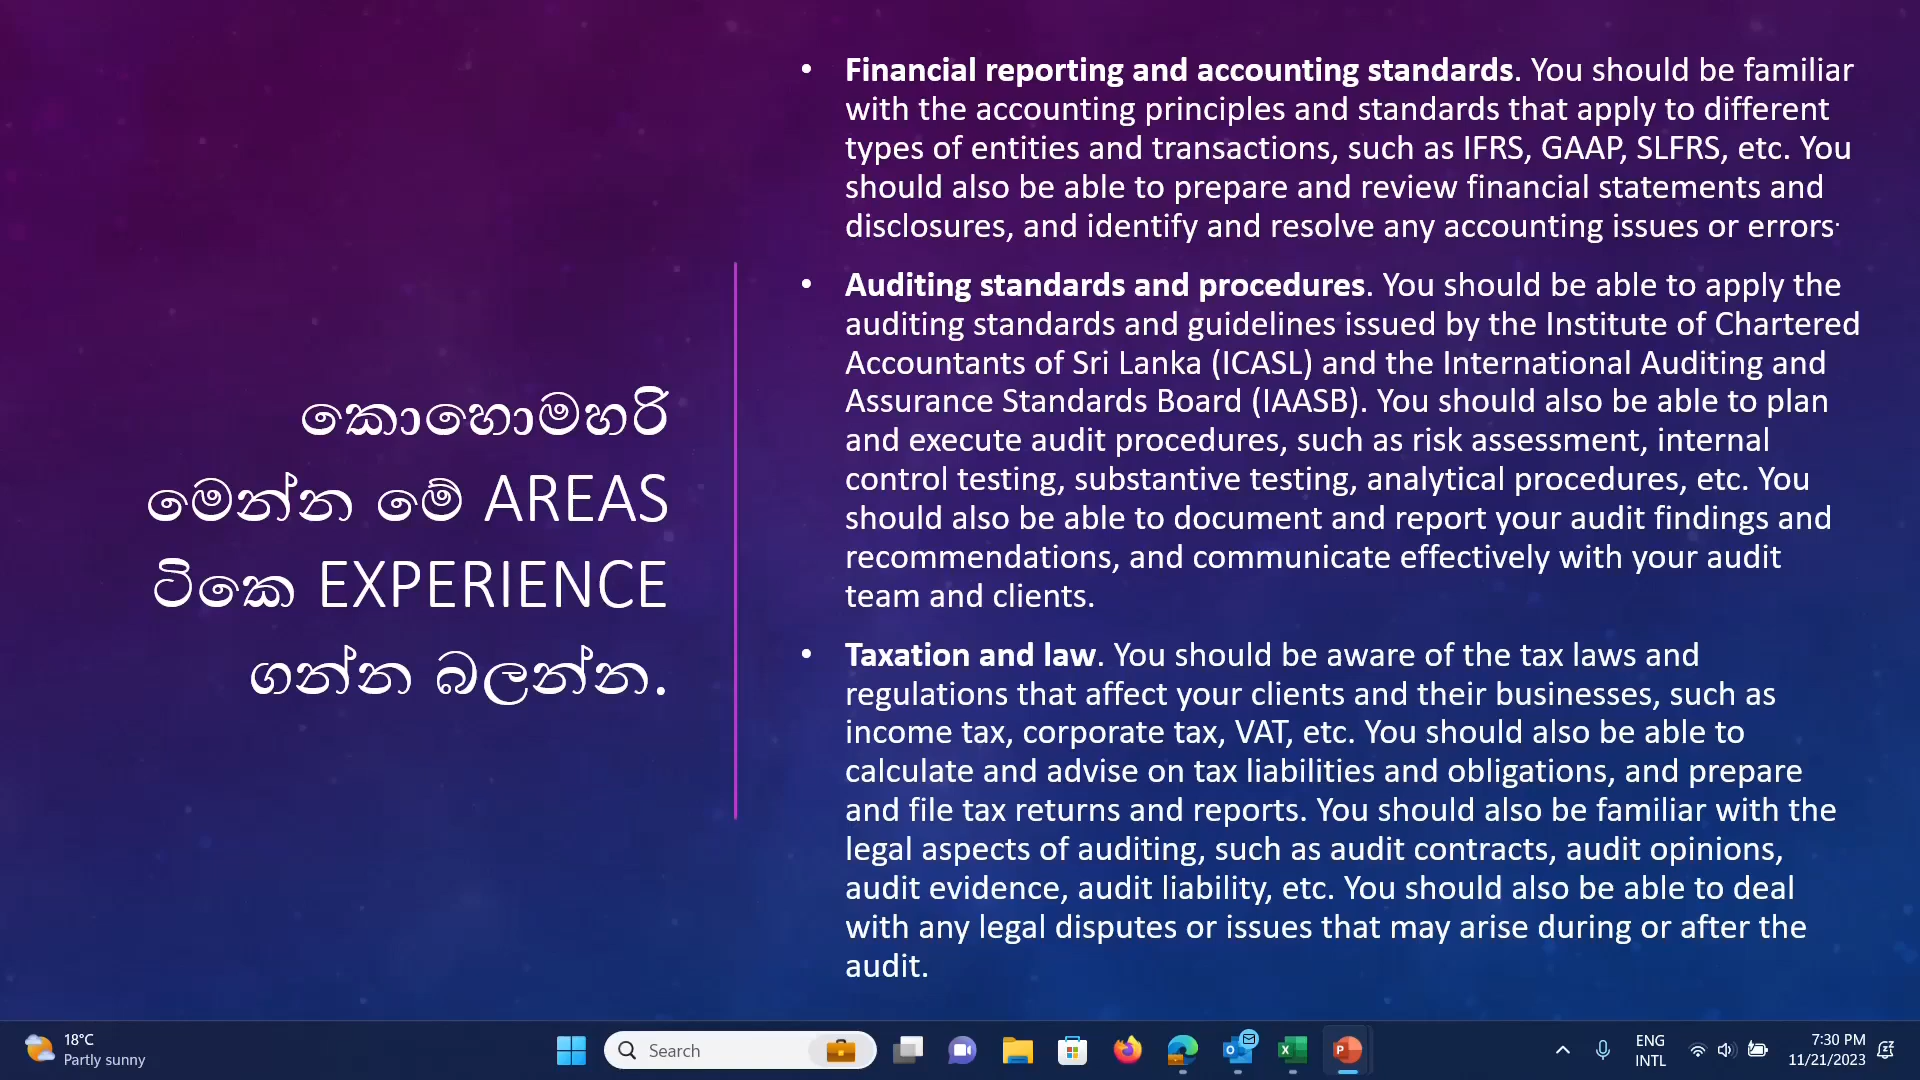 කොහොමහරි
මෙන්න මේ AREAS
ටිකෙ EXPERIENCE
ගන්න බලන්න.
• Financial reporting and accounting standards. You should be familiar
with the accounting principles and standards that apply to different
types of entities and transactions, such as IFRS, GAAP, SLFRS, etc. You
should also be able to prepare and review financial statements and
disclosures, and identify and resolve any accounting issues or errors.
• Auditing standards and procedures. You should be able to apply the
auditing standards and guidelines issued by the Institute of Chartered
Accountants of Sri Lanka (ICASL) and the International Auditing and
Assurance Standards Board (IAASB). You should also be able to plan
and execute audit procedures, such as risk assessment, internal
control testing, substantive testing, analytical procedures, etc. You
should also be able to document and report your audit findings and
recommendations, and communicate effectively with your audit
team and clients.
• Taxation and law. You should be aware of the tax laws and
regulations that affect your clients and their businesses, such as
income tax, corporate tax, VAT, etc. You should also be able to
calculate and advise on tax liabilities and obligations, and prepare
and file tax returns and reports. You should also be familiar with the
legal aspects of auditing, such as audit contracts, audit opinions,
audit evidence, audit liability, etc. You should also be able to deal
with any legal disputes or issues that may arise during or after the
audit.
18°C
Partly sunny
Search
ENG
INTL
7:30 PM
11/21/2023